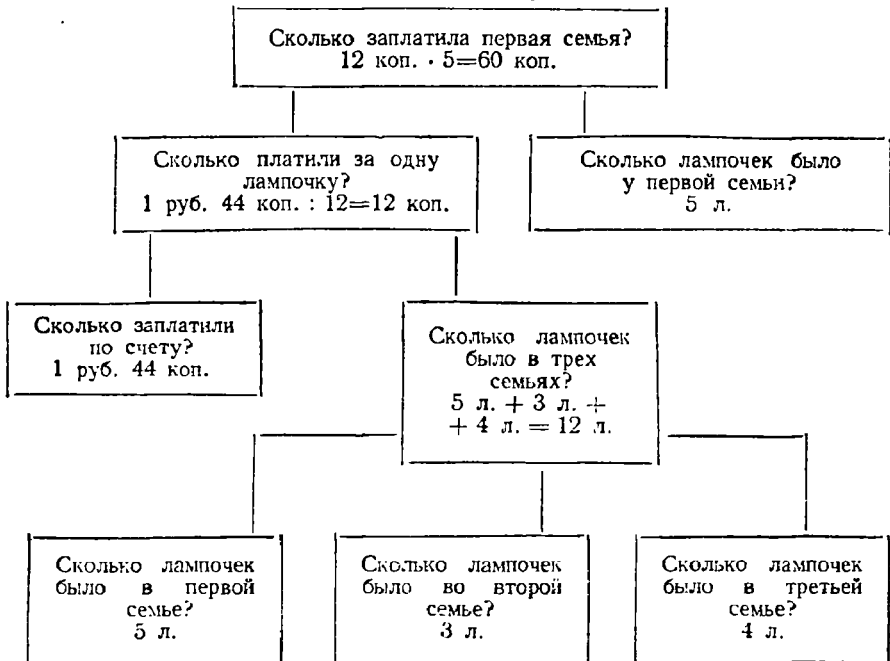 Сколько заплатила первая семья?
12 коп. · 5=60 коп.
Сколько платили за одну
лампочку?
1 руб. 44 коп. : 12=12 коп.
Сколько лампочек было
у первой семьи?
5 л.
Сколько заплатили
по счету?
1 руб. 44 коп.
Сколько лампочек
было в трех
семьях?
5 л. + 3 л. +
+ 4 л. = 12 л.
Сколько лампочек
было в первой
семье?
5 л.
Сколько лампочек
было во второй
семье?
3 л.
Сколько лампочек
было в третьей
семье?
4 л.